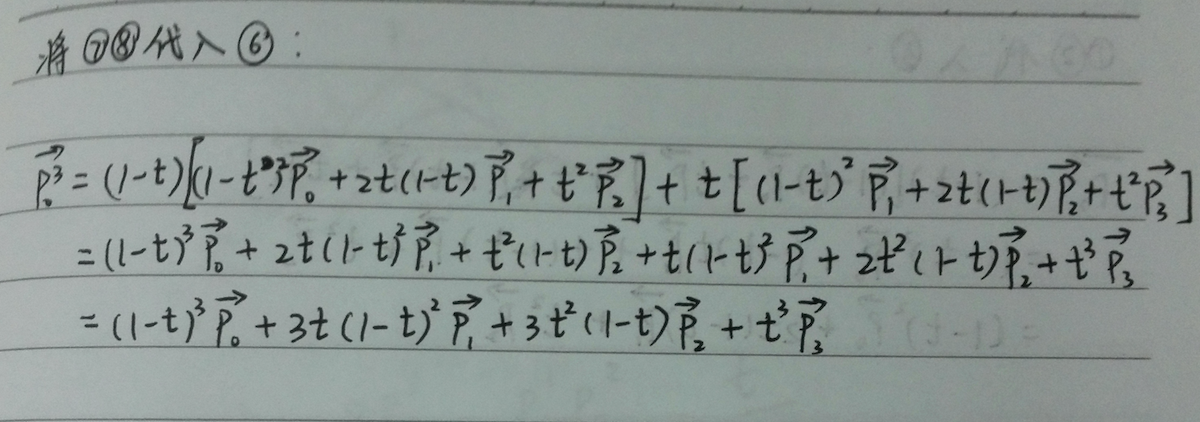 将⑦⑧代入⑥:
$\vec{P_0^3} = (1-t)[(1-t)^2\vec{P_0} + 2t(1-t)\vec{P_1} + t^2\vec{P_2}] + t[(1-t)^2\vec{P_1} + 2t(1-t)\vec{P_2} + t^2\vec{P_3}]$
$= (1-t)^3\vec{P_0} + 2t(1-t)^2\vec{P_1} + t^2(1-t)\vec{P_2} + t(1-t)^2\vec{P_1} + 2t^2(1-t)\vec{P_2} + t^3\vec{P_3}$
$= (1-t)^3\vec{P_0} + 3t(1-t)^2\vec{P_1} + 3t^2(1-t)\vec{P_2} + t^3\vec{P_3}$